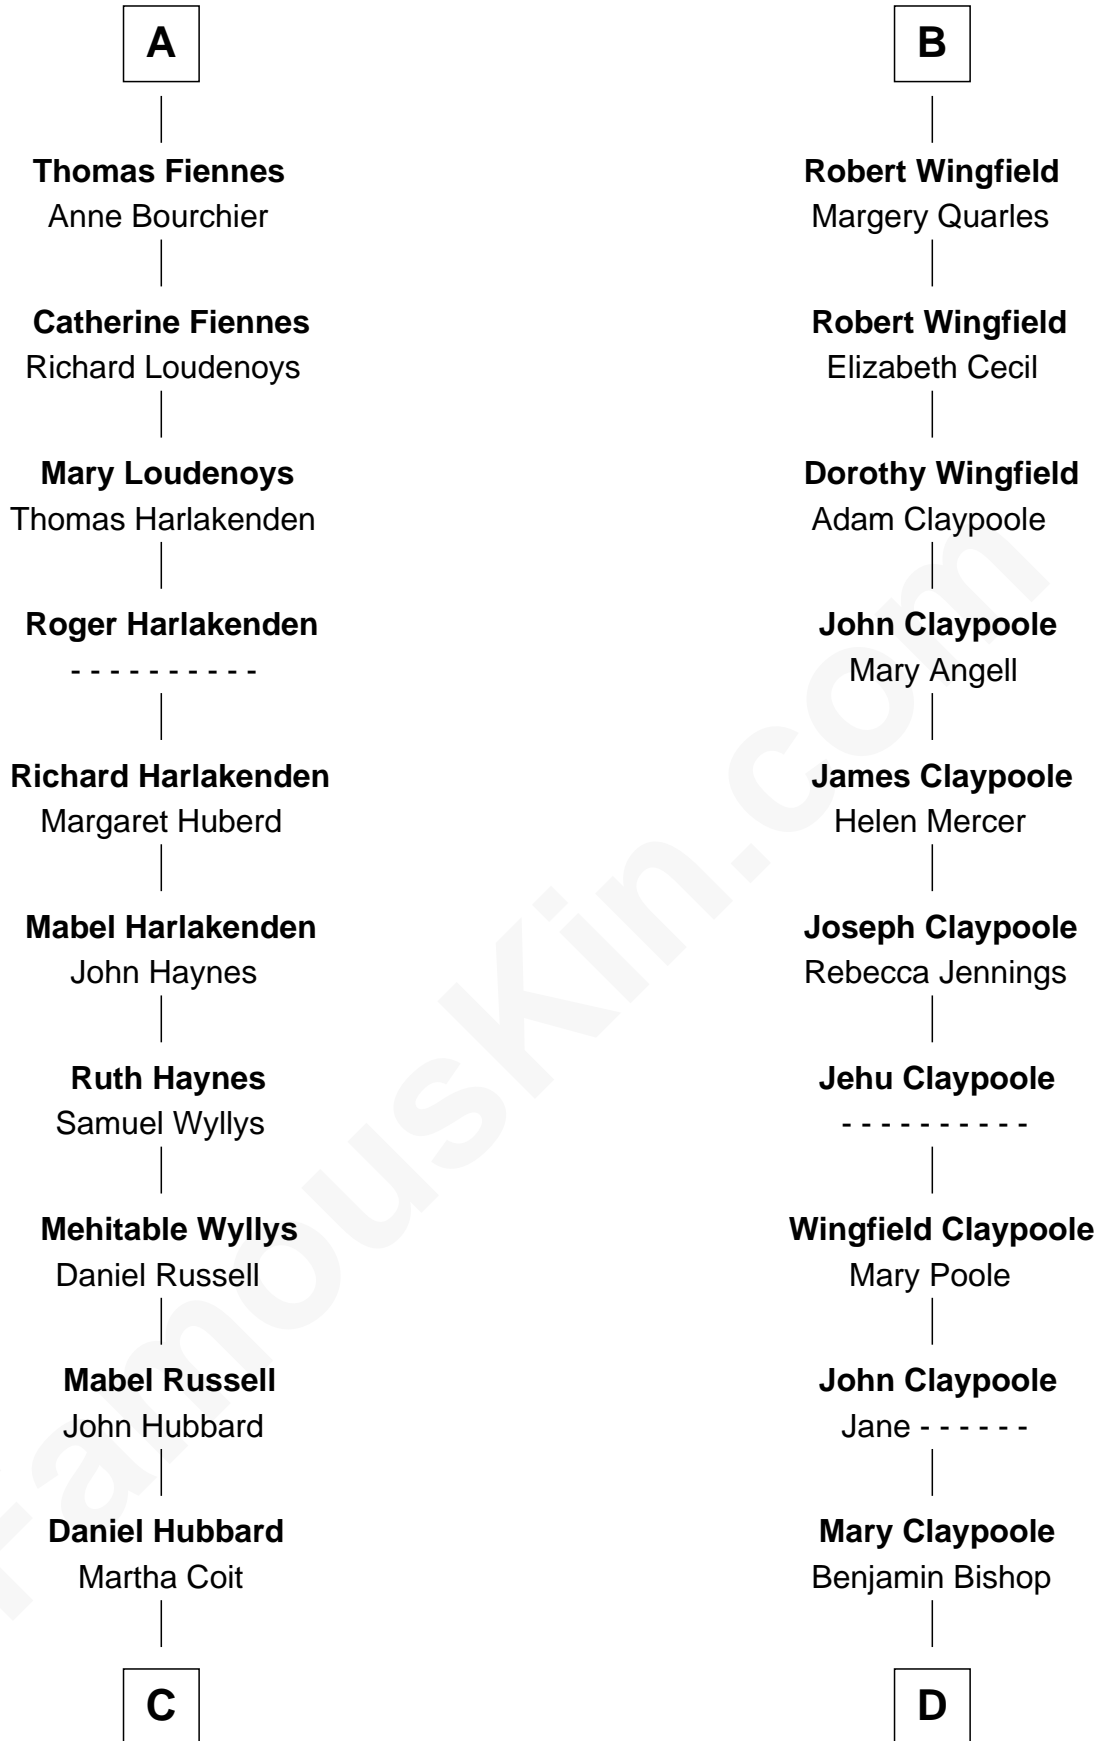 A
Thomas Fiennes
Anne Bourchier
Catherine Fiennes
Richard Loudenoys
Mary Loudenoys
Thomas Harlakenden
Roger Harlakenden
- - - - - - - - - -
Richard Harlakenden
Margaret Huberd
Mabel Harlakenden
John Haynes
Ruth Haynes
Samuel Wyllys
Mehitable Wyllys
Daniel Russell
Mabel Russell
John Hubbard
Daniel Hubbard
Martha Coit
C
B
Robert Wingfield
Margery Quarles
Robert Wingfield
Elizabeth Cecil
Dorothy Wingfield
Adam Claypoole
John Claypoole
Mary Angell
James Claypoole
Helen Mercer
Joseph Claypoole
Rebecca Jennings
Jehu Claypoole
- - - - - - - - - -
Wingfield Claypoole
Mary Poole
John Claypoole
Jane - - - - - -
Mary Claypoole
Benjamin Bishop
D
FamousKin.com